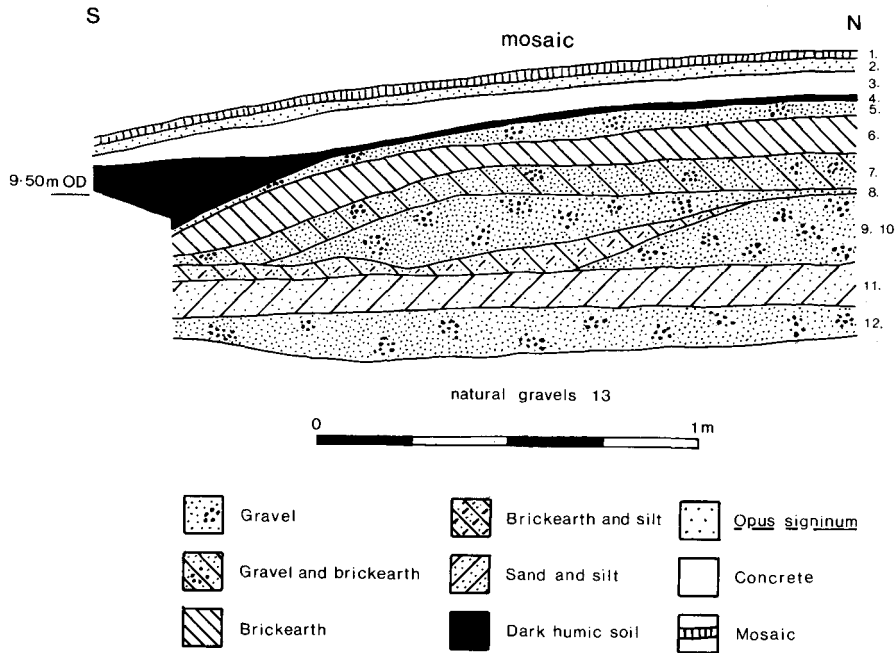 S
N
mosaic
1.
2.
3.
4.
5.
6.
7.
8.
9. 10
11.
12.
9·50m OD
natural gravels 13
0 1m
Gravel
Brickearth and silt
Opus signinum
Gravel and brickearth
Sand and silt
Concrete
Brickearth
Dark humic soil
Mosaic